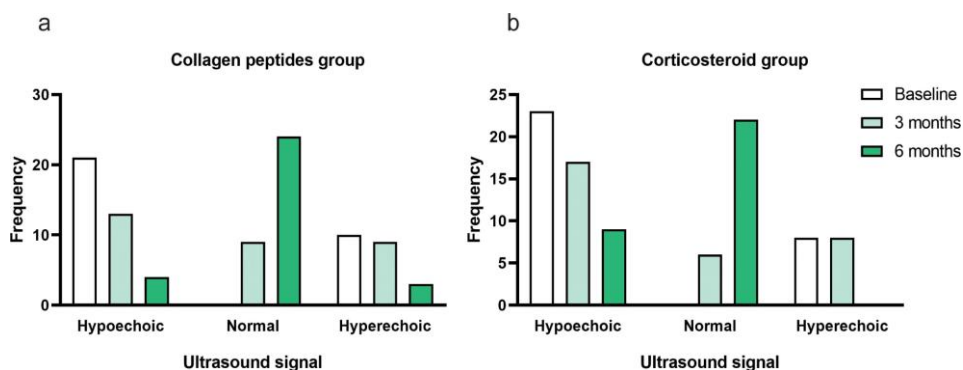 a
Collagen peptides group
30
20
10
0
Frequency
Hypoechoic Normal Hyperechoic
Ultrasound signal
b
Corticosteroid group
25
20
15
10
5
0
Frequency
Hypoechoic Normal Hyperechoic
Ultrasound signal
Baseline
3 months
6 months